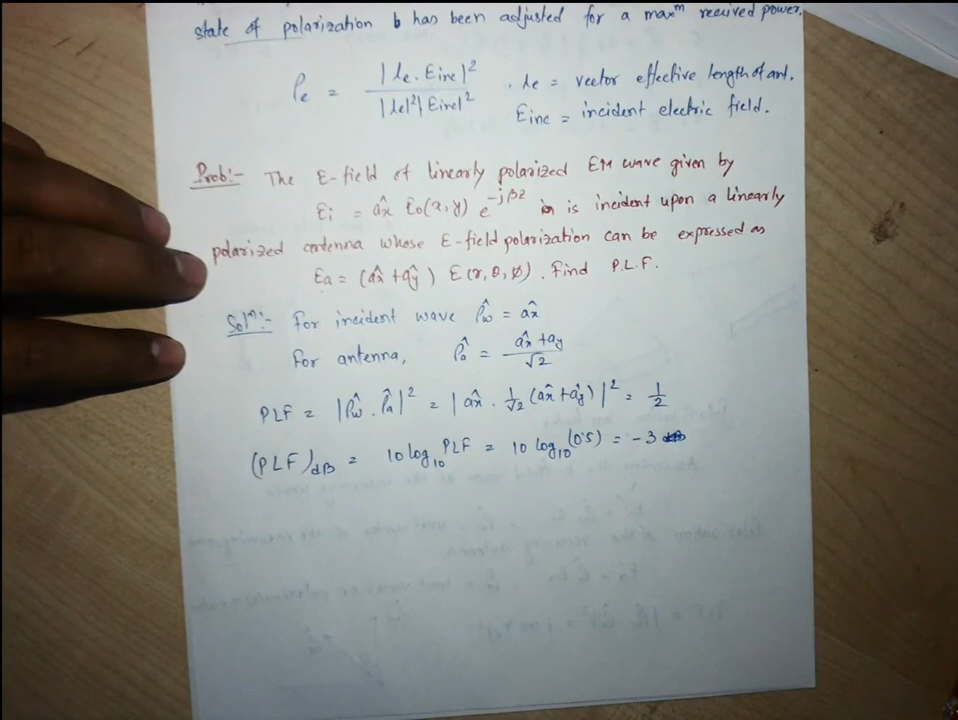 state of polarization b has been adjusted for a maxᵐ received power.
Pe = |le . Einc|² / |le|²|Einc|² . le = vector effective length of ant.
Einc = incident electric field.
Prob:- The E-field of linearly polarized EM wave given by
Ei = âx E0(x, y) e^-jβz is incident upon a linearly
polarized antenna whose E-field polarization can be expressed as
Ea = (âx + ây) E(r, θ, φ). Find P.L.F.
Solⁿ:- For incident wave ρ̂w = âx
For antenna, ρ̂a = âx + ay / √2
PLF = |ρ̂w . ρ̂a|² = |âx . 1/√2 (âx + ây)|² = 1/2
(PLF)dB = 10 log10 PLF = 10 log10 (0.5) = -3